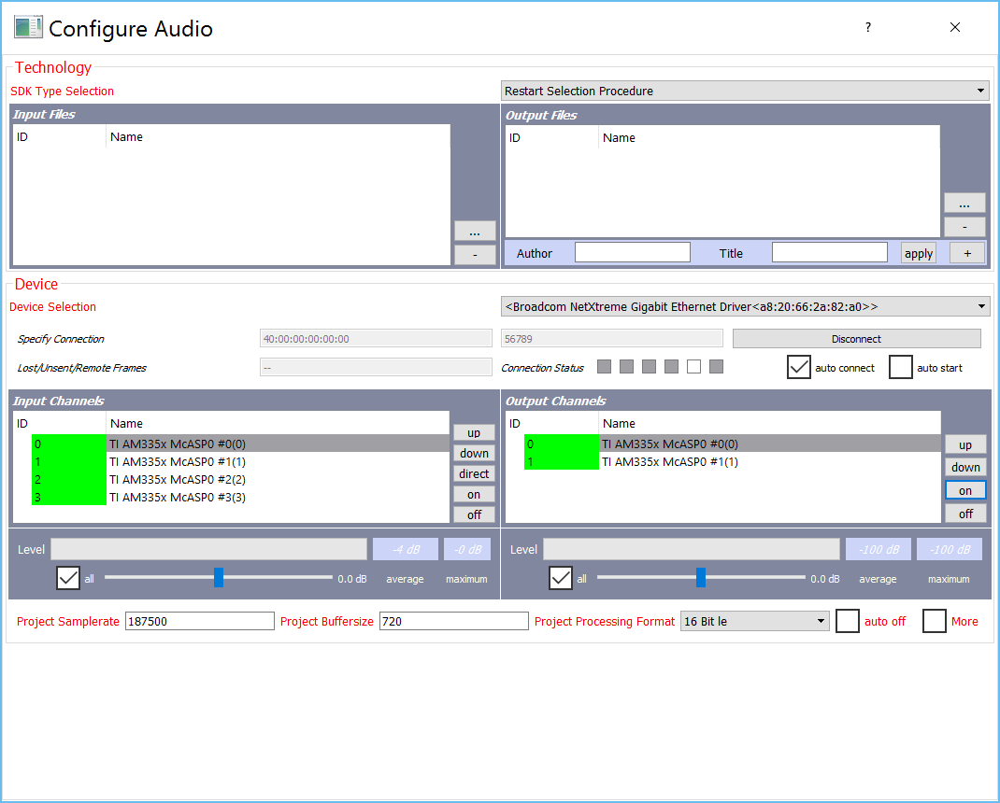 Configure Audio
?
Technology
SDK Type Selection
Restart Selection Procedure
Input Files
Output Files
ID Name
ID Name
...
-
...
-
Author Title apply +
Device
Device Selection
<Broadcom NetXtreme Gigabit Ethernet Driver<a8:20:66:2a:82:a0>>
Specify Connection 40:00:00:00:00:00 56789 Disconnect
Lost/Unsent/Remote Frames -- Connection Status auto connect auto start
Input Channels
ID Name
0 TI AM335x McASP0 #0(0)
1 TI AM335x McASP0 #1(1)
2 TI AM335x McASP0 #2(2)
3 TI AM335x McASP0 #3(3)
up
down
direct
on
off
Output Channels
ID Name
0 TI AM335x McASP0 #0(0)
1 TI AM335x McASP0 #1(1)
up
down
on
off
Level -4 dB -0 dB
all 0.0 dB average maximum
Level -100 dB -100 dB
all 0.0 dB average maximum
Project Samplerate 187500 Project Buffersize 720 Project Processing Format 16 Bit le auto off More